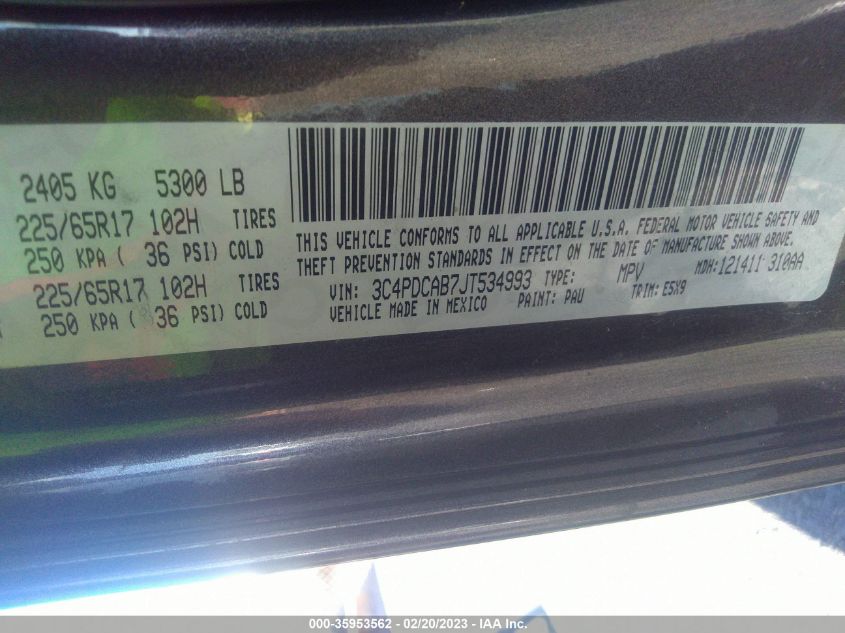 2405 KG 5300 LB
225/65R17 102H TIRES
250 KPA ( 36 PSI) COLD
225/65R17 102H TIRES
250 KPA ( 36 PSI) COLD
THIS VEHICLE CONFORMS TO ALL APPLICABLE U.S.A. FEDERAL MOTOR VEHICLE SAFETY AND
THEFT PREVENTION STANDARDS IN EFFECT ON THE DATE OF MANUFACTURE SHOWN ABOVE.
VIN: 3C4PDCAB7JT534993 TYPE: MPV MDH:121411 310AA
VEHICLE MADE IN MEXICO PAINT: PAU TRIM: E5X9
000-35953562 / 02/20/2023 / IAA Inc.